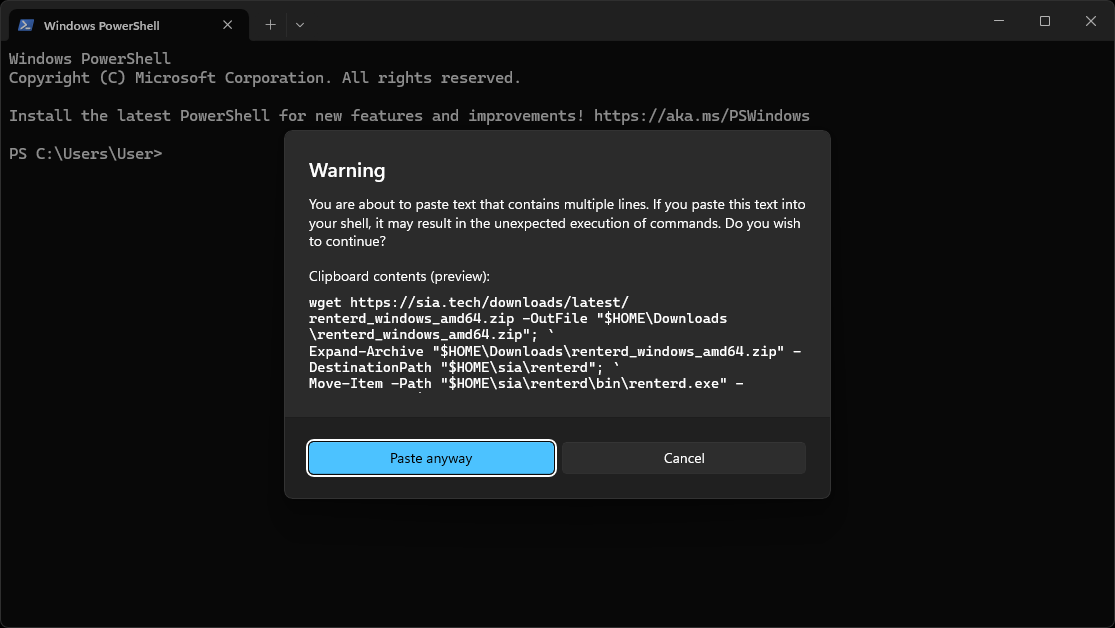 Windows PowerShell
Windows PowerShell
Copyright (C) Microsoft Corporation. All rights reserved.
Install the latest PowerShell for new features and improvements! https://aka.ms/PSWindows
PS C:\Users\User>
Warning
You are about to paste text that contains multiple lines. If you paste this text into
your shell, it may result in the unexpected execution of commands. Do you wish
to continue?
Clipboard contents (preview):
wget https://sia.tech/downloads/latest/
renterd_windows_amd64.zip -OutFile "$HOME\Downloads
\renterd_windows_amd64.zip"; `
Expand-Archive "$HOME\Downloads\renterd_windows_amd64.zip" -
DestinationPath "$HOME\sia\renterd"; `
Move-Item -Path "$HOME\sia\renterd\bin\renterd.exe" -
Paste anyway
Cancel